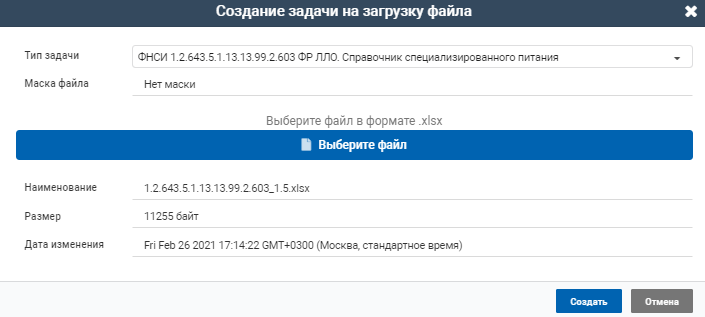 Создание задачи на загрузку файла
Тип задачи ФНСИ 1.2.643.5.1.13.13.99.2.603 ФР ЛЛО. Справочник специализированного питания
Маска файла Нет маски
Выберите файл в формате .xlsx
Выберите файл
Наименование 1.2.643.5.1.13.13.99.2.603_1.5.xlsx
Размер 11255 байт
Дата изменения Fri Feb 26 2021 17:14:22 GMT+0300 (Москва, стандартное время)
Создать Отмена